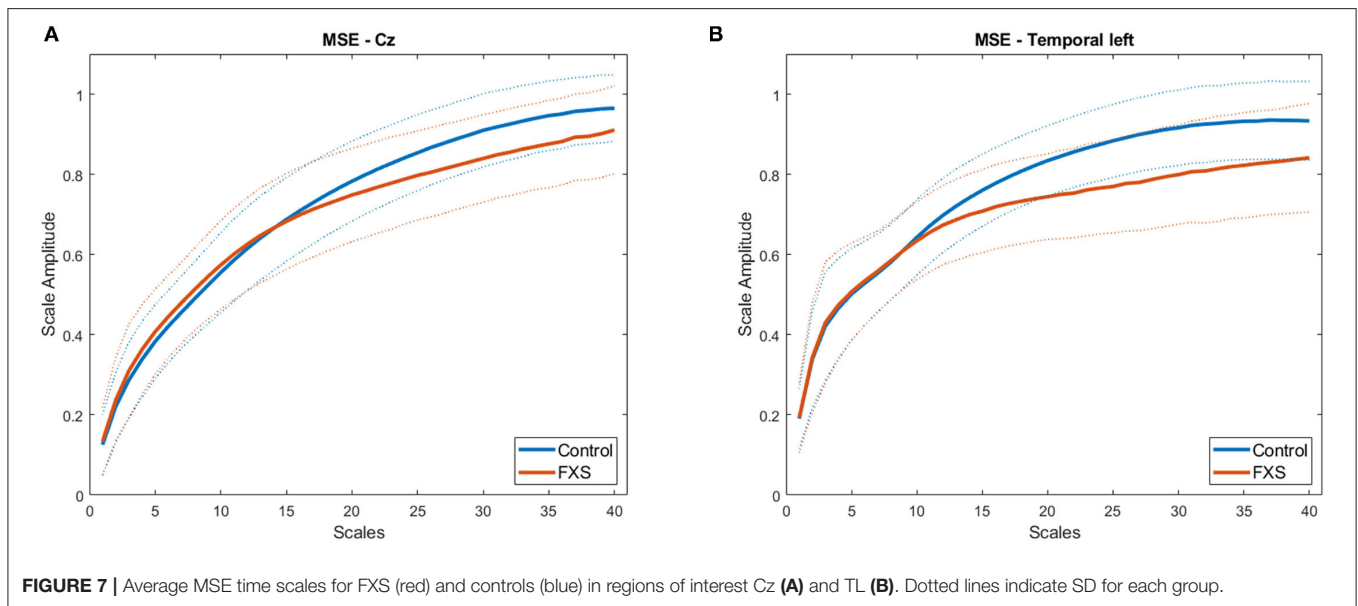 A
MSE - Cz
Scale Amplitude
1
0.8
0.6
0.4
0.2
0
0 5 10 15 20 25 30 35 40
Scales
Control
FXS
B
MSE - Temporal left
Scale Amplitude
1
0.8
0.6
0.4
0.2
0
0 5 10 15 20 25 30 35 40
Scales
Control
FXS
FIGURE 7 | Average MSE time scales for FXS (red) and controls (blue) in regions of interest Cz (A) and TL (B). Dotted lines indicate SD for each group.